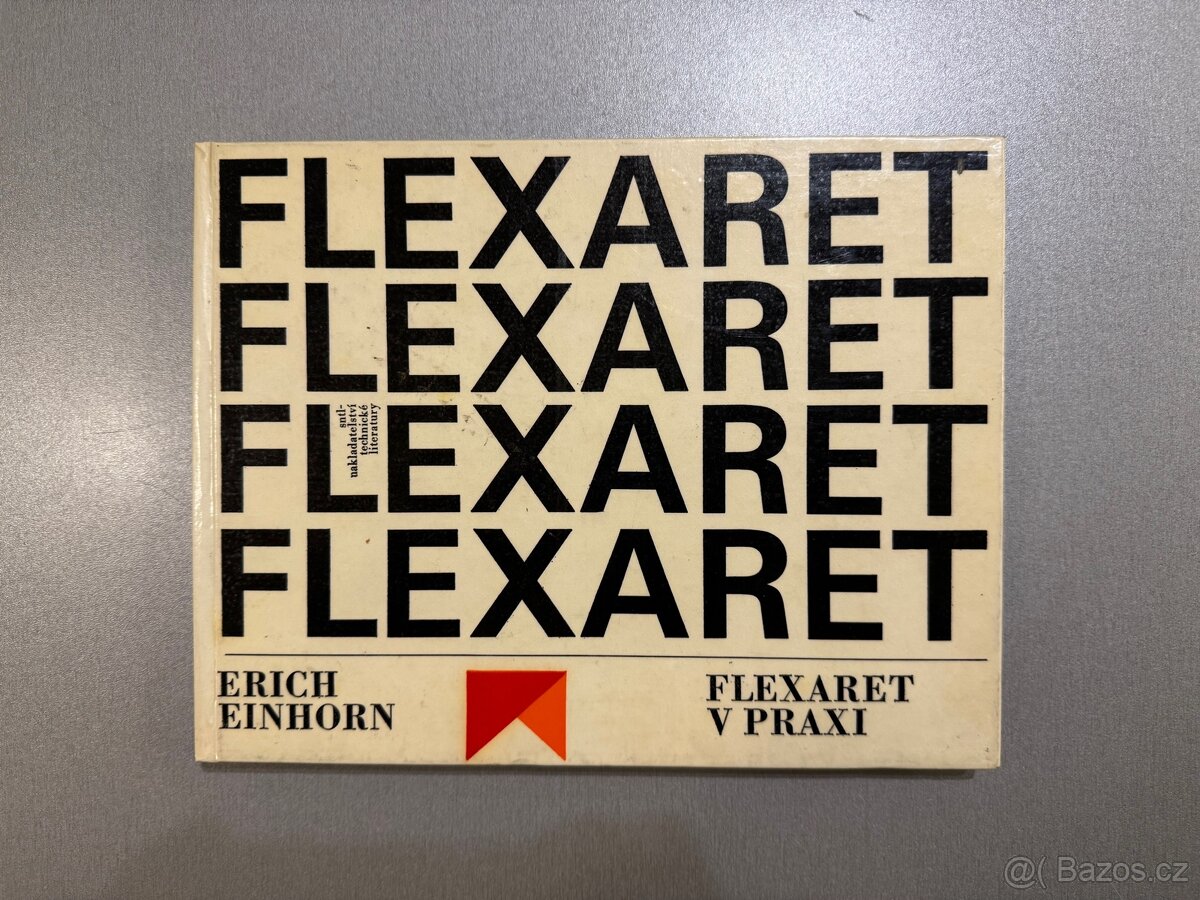 FLEXARET
FLEXARET
FLEXARET
FLEXARET
sntl-
nakladatelství
technické
literatury
ERICH
EINHORN
FLEXARET
V PRAXI
@( Bazos.cz